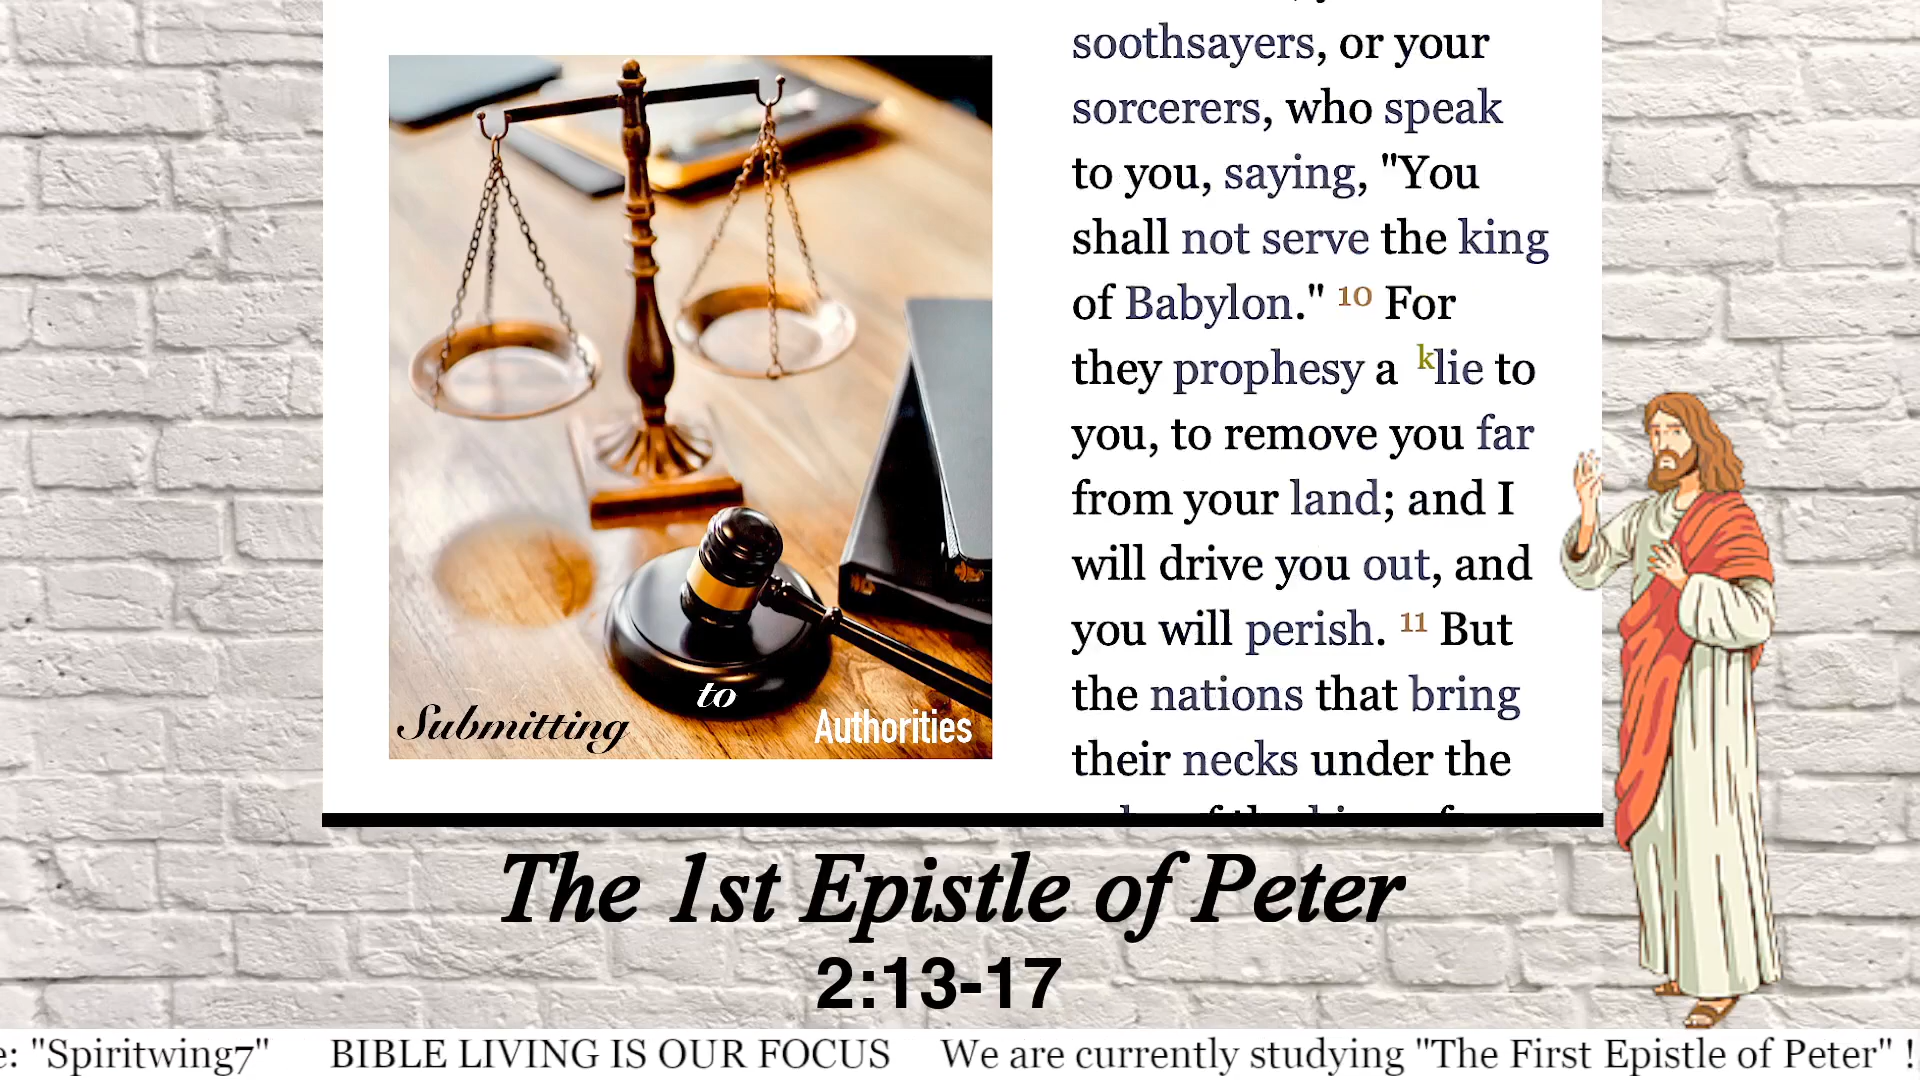 soothsayers, or your
sorcerers, who speak
to you, saying, "You
shall not serve the king
of Babylon." 10 For
they prophesy a klie to
you, to remove you far
from your land; and I
will drive you out, and
you will perish. 11 But
the nations that bring
their necks under the
Submitting to Authorities
The 1st Epistle of Peter
2:13-17
e: "Spiritwing7" BIBLE LIVING IS OUR FOCUS We are currently studying "The First Epistle of Peter" !